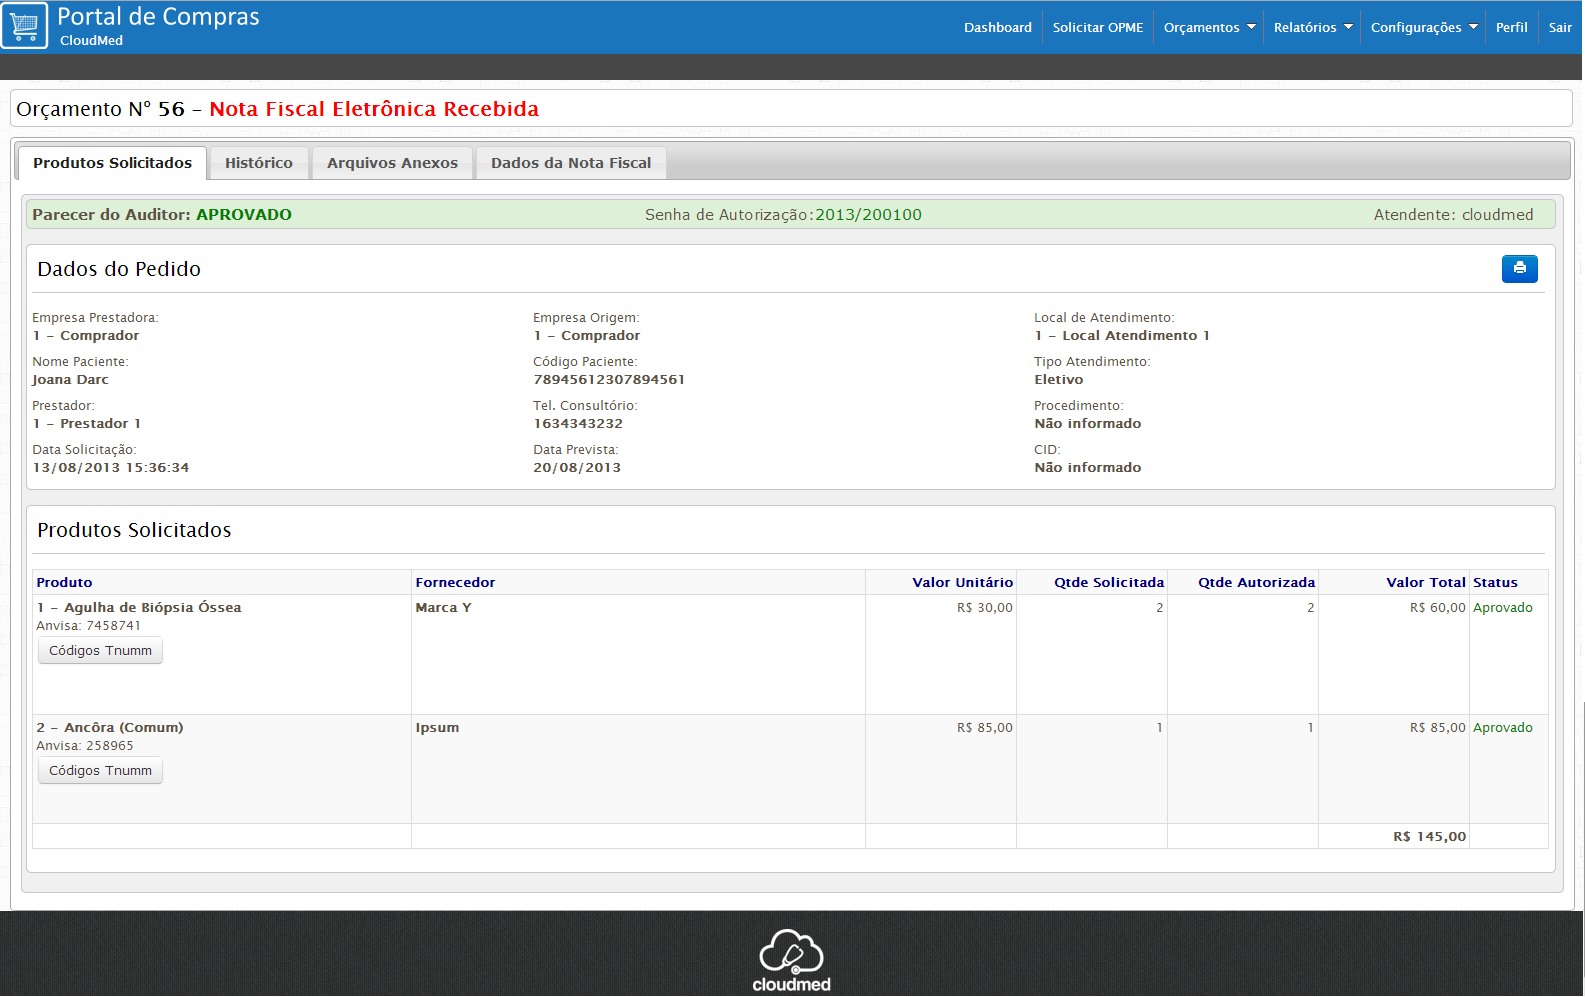 Portal de Compras
CloudMed
Dashboard Solicitar OPME Orçamentos Relatórios Configurações Perfil Sair
Orçamento Nº 56 - Nota Fiscal Eletrônica Recebida
Produtos Solicitados Histórico Arquivos Anexos Dados da Nota Fiscal
Parecer do Auditor: APROVADO Senha de Autorização:2013/200100 Atendente: cloudmed
Dados do Pedido
Empresa Prestadora: Empresa Origem: Local de Atendimento:
1 - Comprador 1 - Comprador 1 - Local Atendimento 1
Nome Paciente: Código Paciente: Tipo Atendimento:
Joana Darc 78945612307894561 Eletivo
Prestador: Tel. Consultório: Procedimento:
1 - Prestador 1 1634343232 Não informado
Data Solicitação: Data Prevista: CID:
13/08/2013 15:36:34 20/08/2013 Não informado
Produtos Solicitados
Produto Fornecedor Valor Unitário Qtde Solicitada Qtde Autorizada Valor Total Status
1 - Agulha de Biópsia Óssea Marca Y R$ 30,00 2 2 R$ 60,00 Aprovado
Anvisa: 7458741
Códigos Tnumm
2 - Ancôra (Comum) Ipsum R$ 85,00 1 1 R$ 85,00 Aprovado
Anvisa: 258965
Códigos Tnumm
R$ 145,00
cloudmed